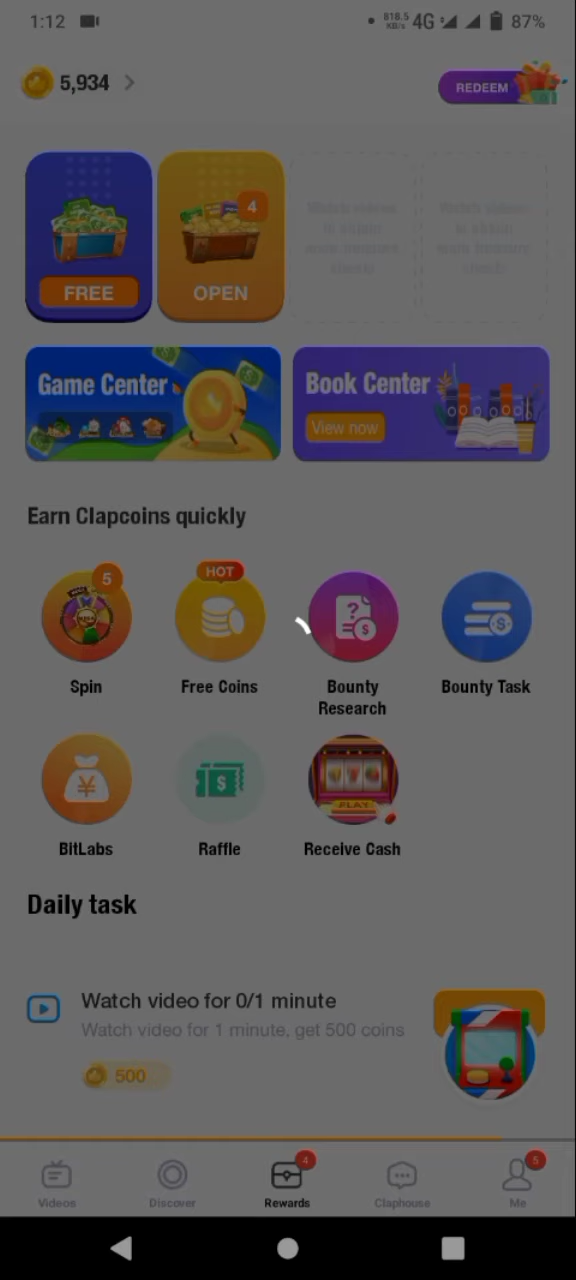 1:12
818.5
KB/s
4G
87%
5,934
REDEEM
4
FREE
OPEN
Game Center
Book Center
View now
Earn Clapcoins quickly
5
HOT
Spin
Free Coins
Bounty
Research
Bounty Task
PLAY
BitLabs
Raffle
Receive Cash
Daily task
Watch video for 0/1 minute
Watch video for 1 minute, get 500 coins
500
4
5
Videos
Discover
Rewards
Claphouse
Me